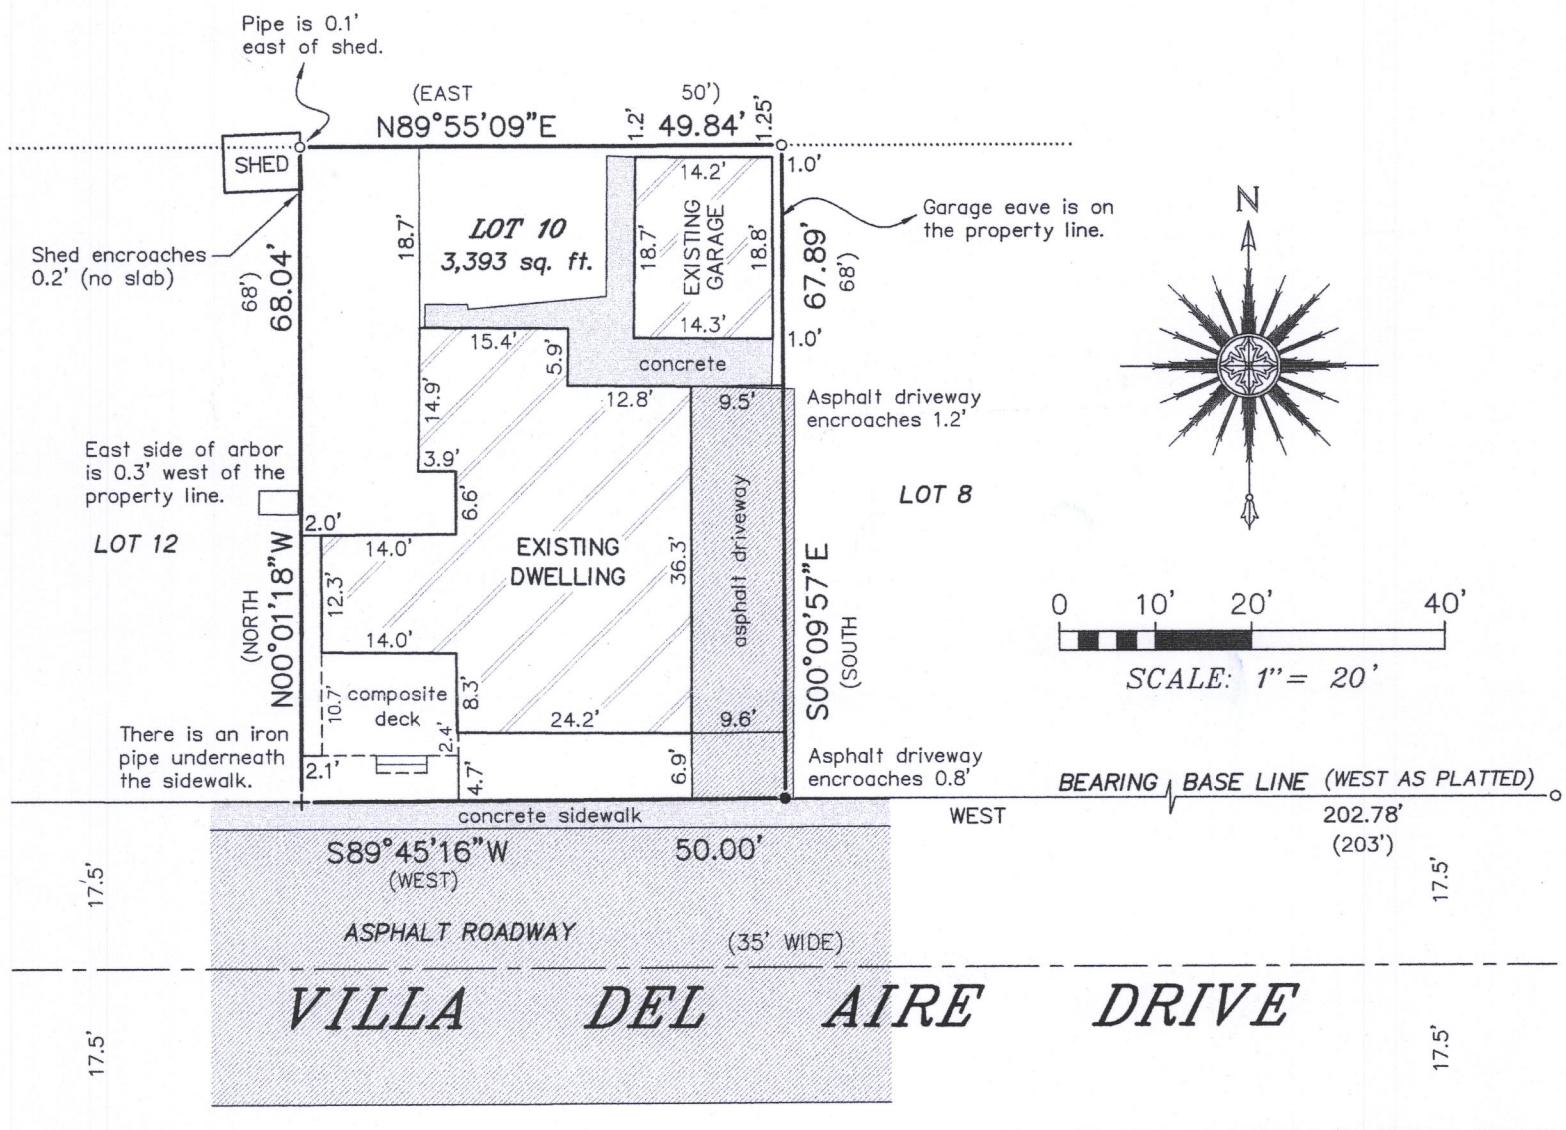 Pipe is 0.1'
east of shed.
(EAST
50')
N89°55'09"E
1.2'
49.84'
1.25'
SHED
14.2'
1.0'
N
LOT 10
3,393 sq. ft.
18.7'
18.7'
EXISTING
GARAGE
18.8'
Garage eave is on
the property line.
Shed encroaches
0.2' (no slab)
68')
68.04'
67.89'
68')
14.3'
1.0'
15.4'
5.9'
concrete
14.9'
12.8'
9.5'
Asphalt driveway
encroaches 1.2'
East side of arbor
is 0.3' west of the
property line.
3.9'
6.6'
asphalt driveway
LOT 8
2.0'
LOT 12
14.0'
EXISTING
DWELLING
36.3'
12.3'
N00°01'18"W
(NORTH
S00°09'57"E
(SOUTH
0 10' 20' 40'
SCALE: 1"= 20'
14.0'
composite
deck
10.7'
8.3'
2.4'
24.2'
9.6'
There is an iron
pipe underneath
the sidewalk.
2.1'
4.7'
6.9'
Asphalt driveway
encroaches 0.8'
BEARING BASE LINE (WEST AS PLATTED)
concrete sidewalk
WEST
202.78'
(203')
S89°45'16"W
50.00'
(WEST)
17.5'
17.5'
ASPHALT ROADWAY
(35' WIDE)
VILLA DEL AIRE DRIVE
17.5'
17.5'